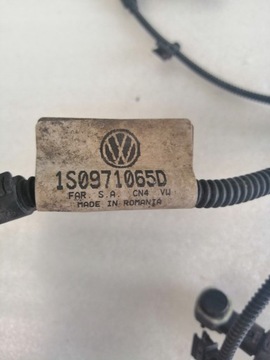 1S0971065D
FAR S.A. CN4 VU
MADE IN ROMANIA